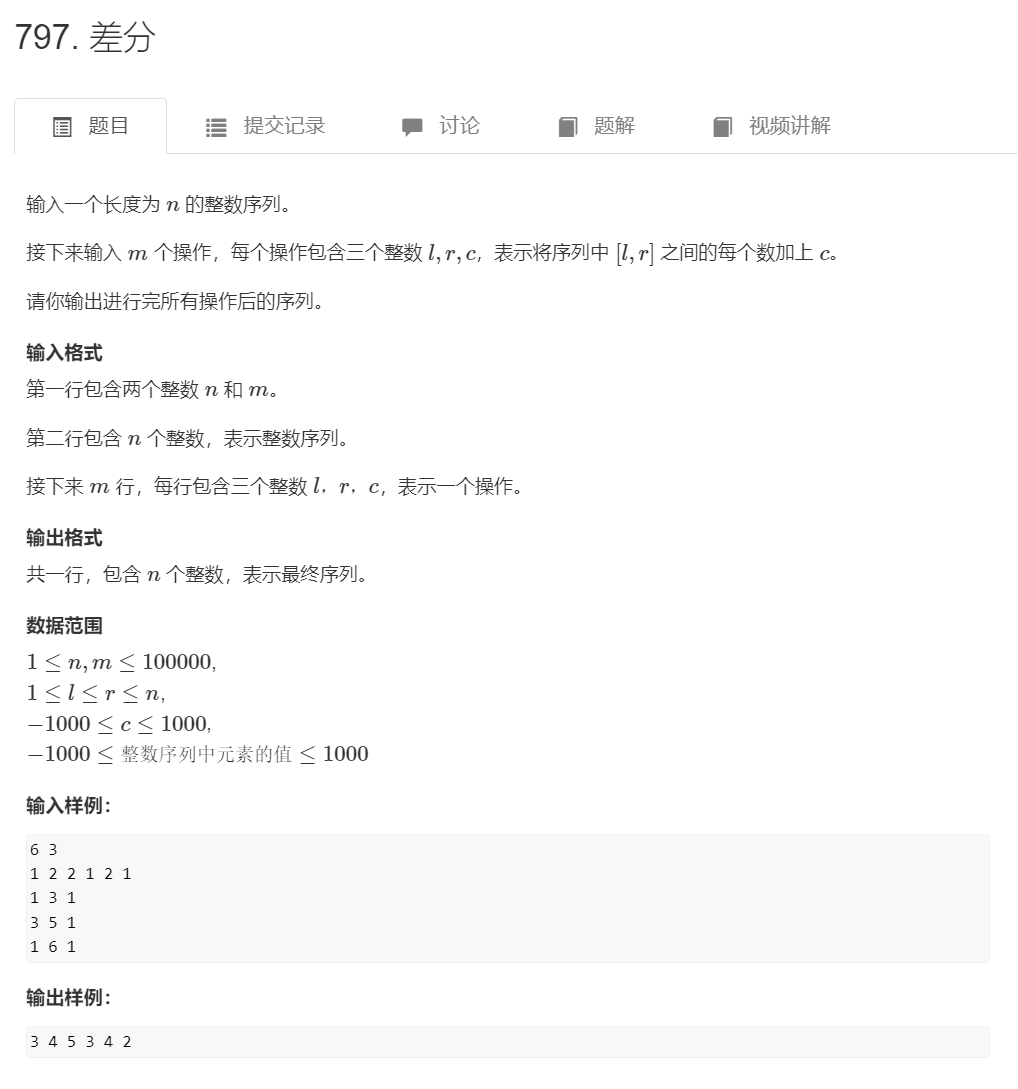 797. 差分
题目 提交记录 讨论 题解 视频讲解
输入一个长度为 n 的整数序列。
接下来输入 m 个操作，每个操作包含三个整数 l, r, c，表示将序列中 [l, r] 之间的每个数加上 c。
请你输出进行完所有操作后的序列。
输入格式
第一行包含两个整数 n 和 m。
第二行包含 n 个整数，表示整数序列。
接下来 m 行，每行包含三个整数 l，r，c，表示一个操作。
输出格式
共一行，包含 n 个整数，表示最终序列。
数据范围
1 ≤ n, m ≤ 100000,
1 ≤ l ≤ r ≤ n,
−1000 ≤ c ≤ 1000,
−1000 ≤ 整数序列中元素的值 ≤ 1000
输入样例：
6 3
1 2 2 1 2 1
1 3 1
3 5 1
1 6 1
输出样例：
3 4 5 3 4 2